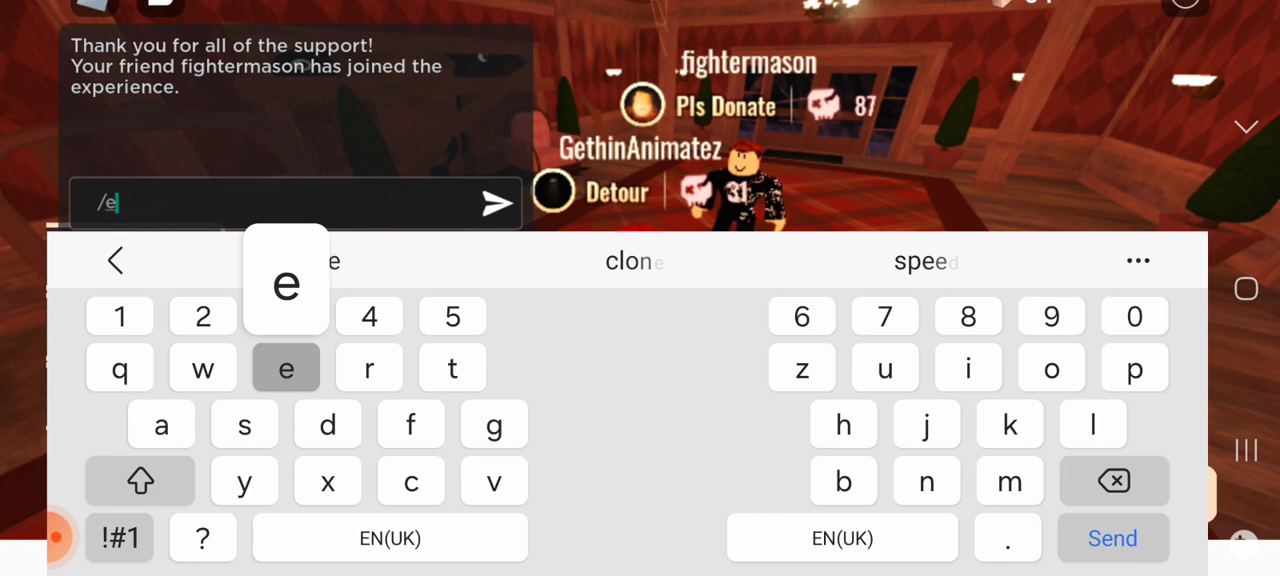 Thank you for all of the support!
Your friend fightermason has joined the
experience.
.fightermason
Pls Donate 87
GethinAnimatez
Detour 31
/e
e clone speed ...
e
1 2 4 5 6 7 8 9 0
q w e r t z u i o p
a s d f g h j k l
y x c v b n m
!#1 ? EN(UK) EN(UK) . Send